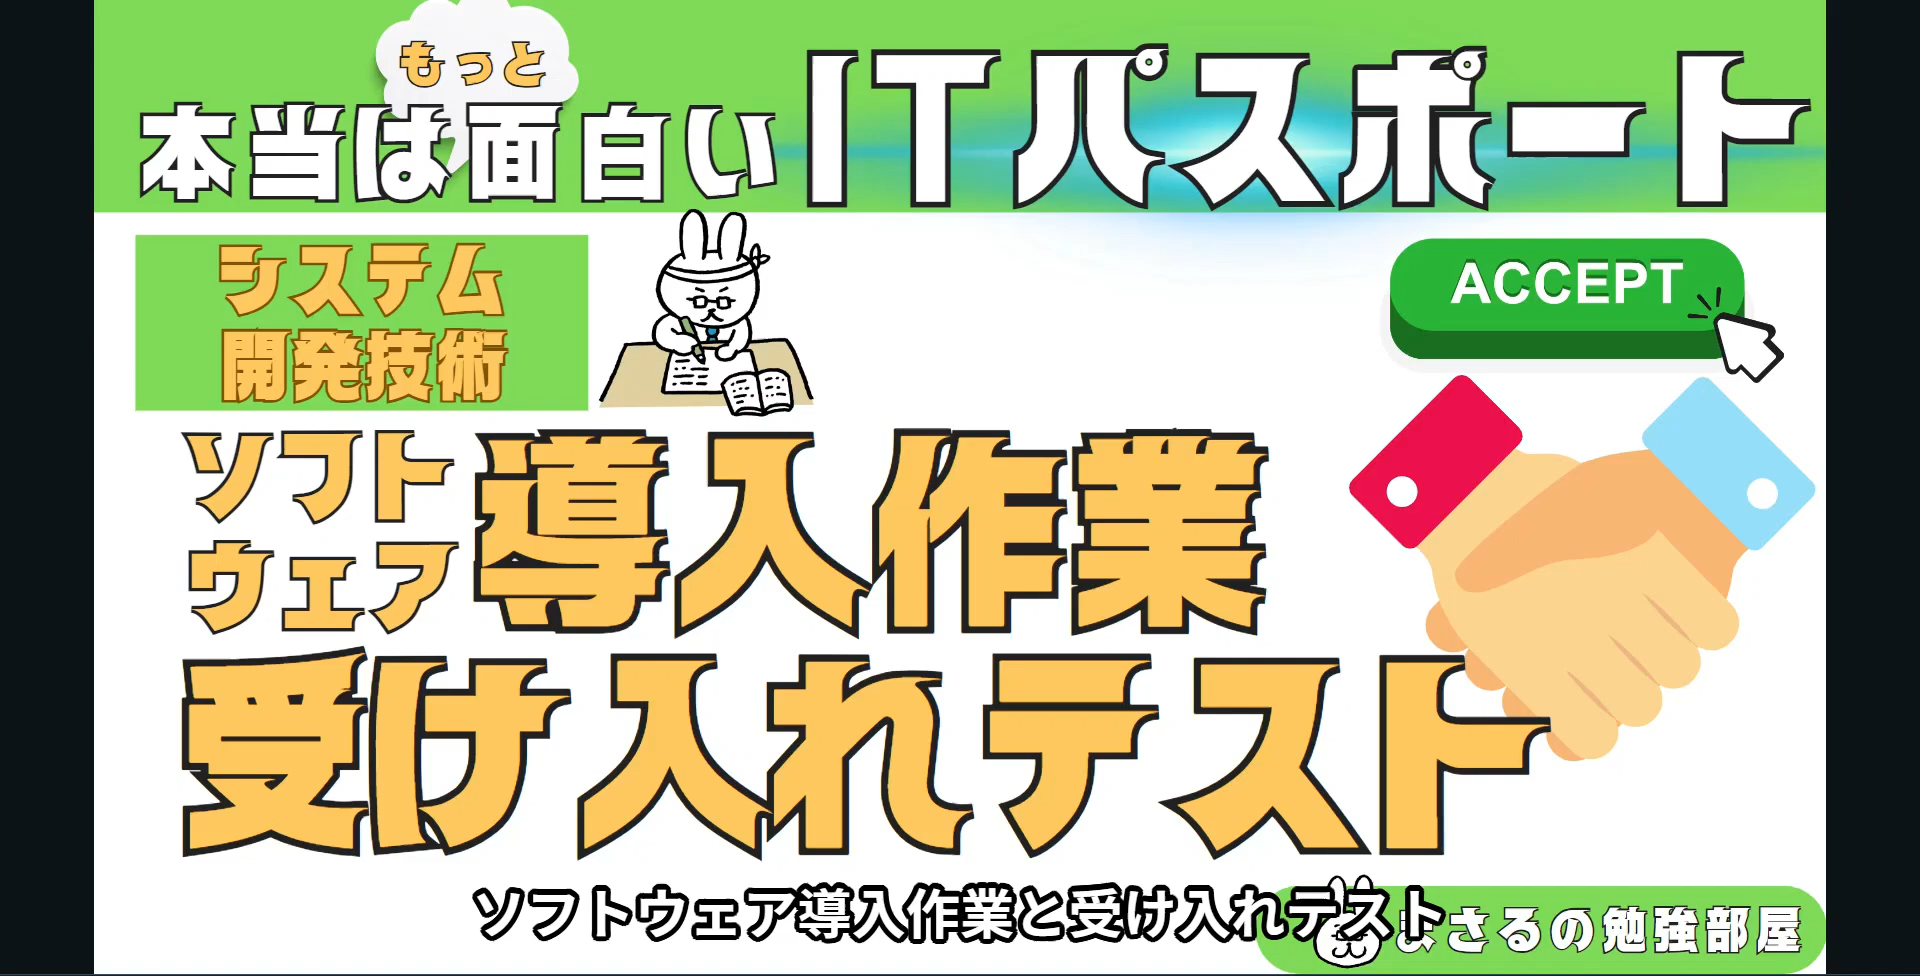 もっと
本当は面白いITパスポート
システム
開発技術
ACCEPT
ソフト
ウェア
導入作業
受け入れテスト
ソフトウェア導入作業と受け入れテスト
まさるの勉強部屋